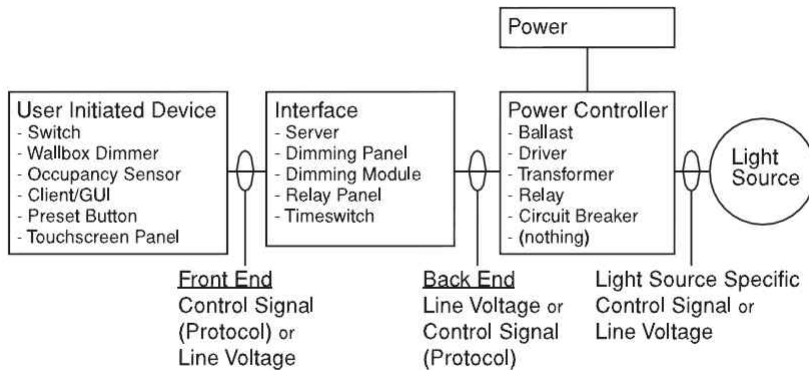 Power
User Initiated Device
- Switch
- Wallbox Dimmer
- Occupancy Sensor
- Client/GUI
- Preset Button
- Touchscreen Panel
Interface
- Server
- Dimming Panel
- Dimming Module
- Relay Panel
- Timeswitch
Power Controller
- Ballast
- Driver
- Transformer
- Relay
- Circuit Breaker
- (nothing)
Light
Source
Front End
Control Signal
(Protocol) or
Line Voltage
Back End
Line Voltage or
Control Signal
(Protocol)
Light Source Specific
Control Signal or
Line Voltage